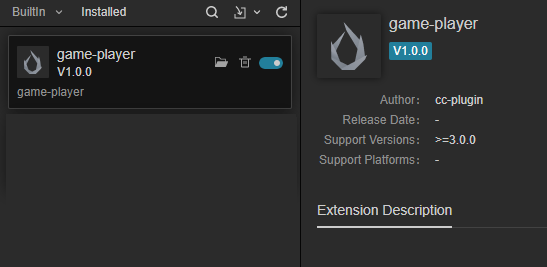 BuiltIn Installed
game-player
V1.0.0
game-player
game-player
V1.0.0
Author: cc-plugin
Release Date: -
Support Versions: >=3.0.0
Support Platforms: -
Extension Description